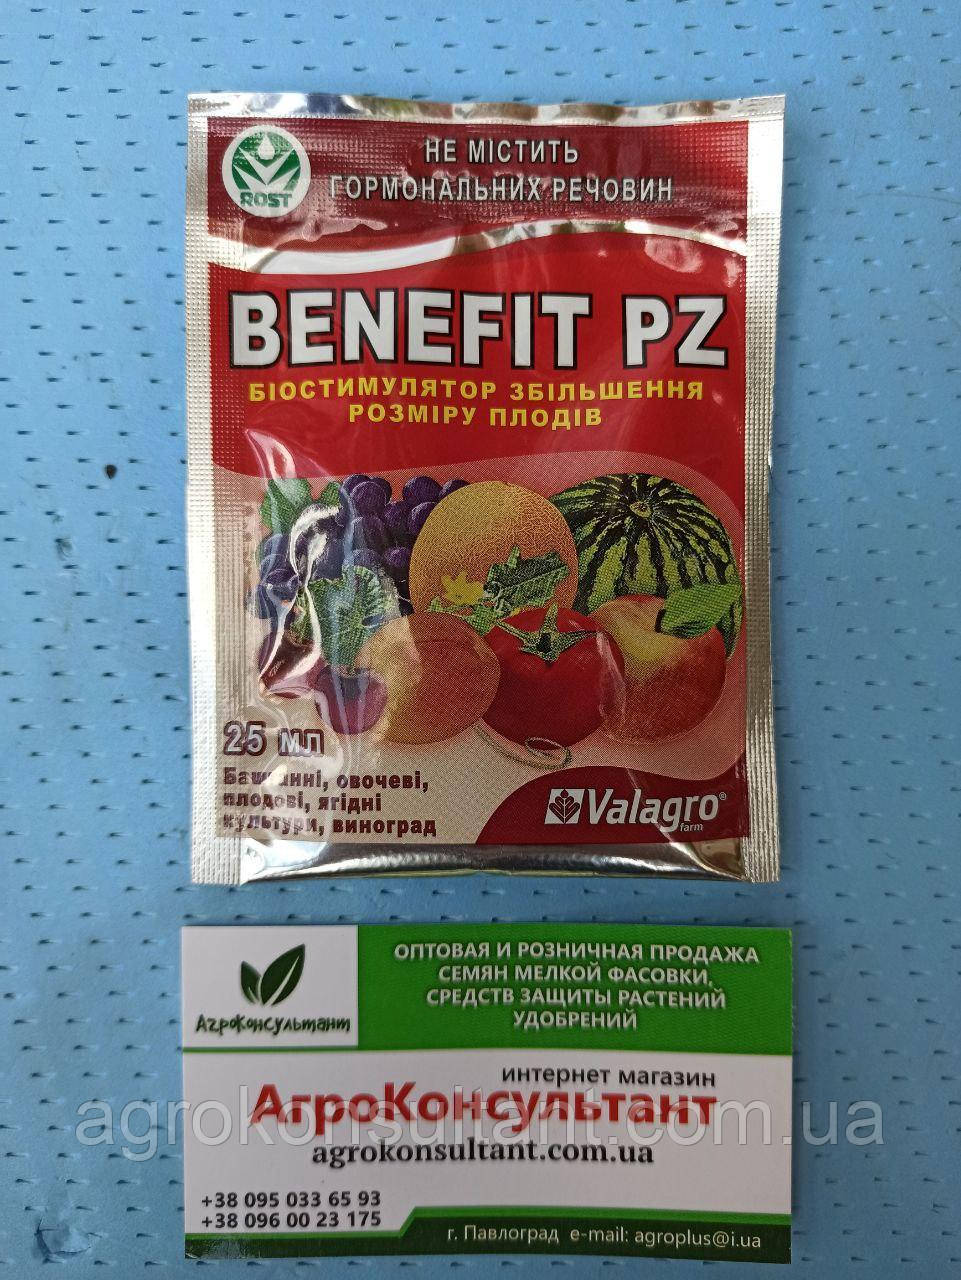 ROST
НЕ МІСТИТЬ
ГОРМОНАЛЬНИХ РЕЧОВИН
BENEFIT PZ
БІОСТИМУЛЯТОР ЗБІЛЬШЕННЯ
РОЗМІРУ ПЛОДІВ
25 мл
Баштанні, овочеві,
плодові, ягідні
культури, виноград
Valagro®
farm
АгроКонсультант
ОПТОВАЯ И РОЗНИЧНАЯ ПРОДАЖА
СЕМЯН МЕЛКОЙ ФАСОВКИ,
СРЕДСТВ ЗАЩИТЫ РАСТЕНИЙ
УДОБРЕНИЙ
интернет магазин
АгроКонсультант
agrokonsultant.com.ua
agrokonsultant.com.ua
+38 095 033 65 93
+38 096 00 23 175
г. Павлоград e-mail: agroplus@i.ua